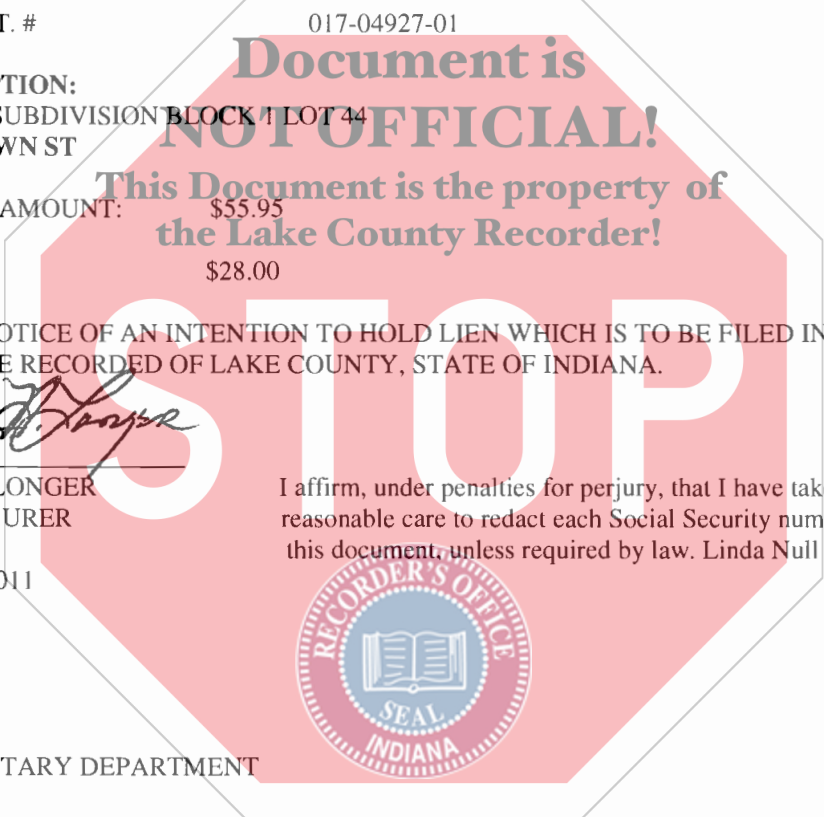 T. # 017-04927-01
Document is
TION:
SUBDIVISION BLOCK 1 LOT 44
NOT OFFICIAL!
WN ST
This Document is the property of
AMOUNT: $55.95
the Lake County Recorder!
$28.00
OTICE OF AN INTENTION TO HOLD LIEN WHICH IS TO BE FILED IN
E RECORDED OF LAKE COUNTY, STATE OF INDIANA.
STOP
LONGER
URER
I affirm, under penalties for perjury, that I have tak
reasonable care to redact each Social Security num
this document, unless required by law. Linda Null
011
RECORDER'S OFFICE
SEAL
INDIANA
TARY DEPARTMENT